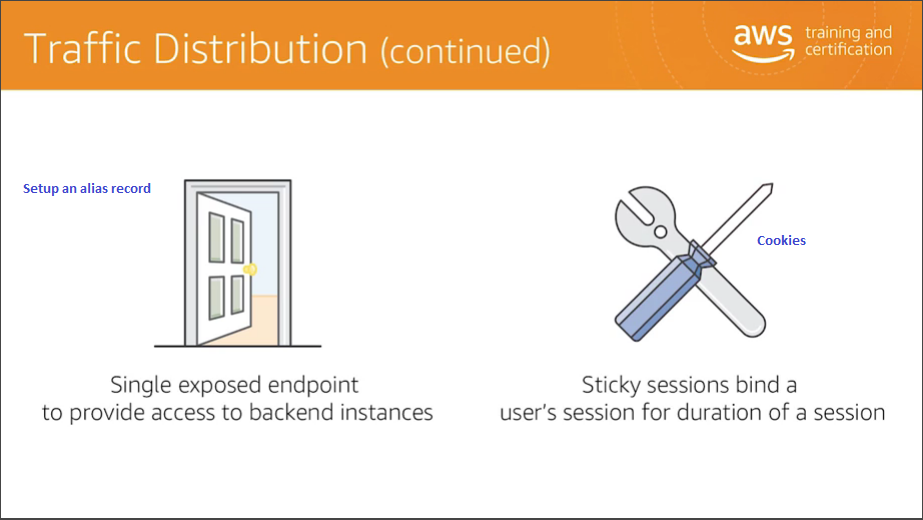 Traffic Distribution (continued)
aws training and
certification
Setup an alias record
Cookies
Single exposed endpoint
to provide access to backend instances
Sticky sessions bind a
user's session for duration of a session